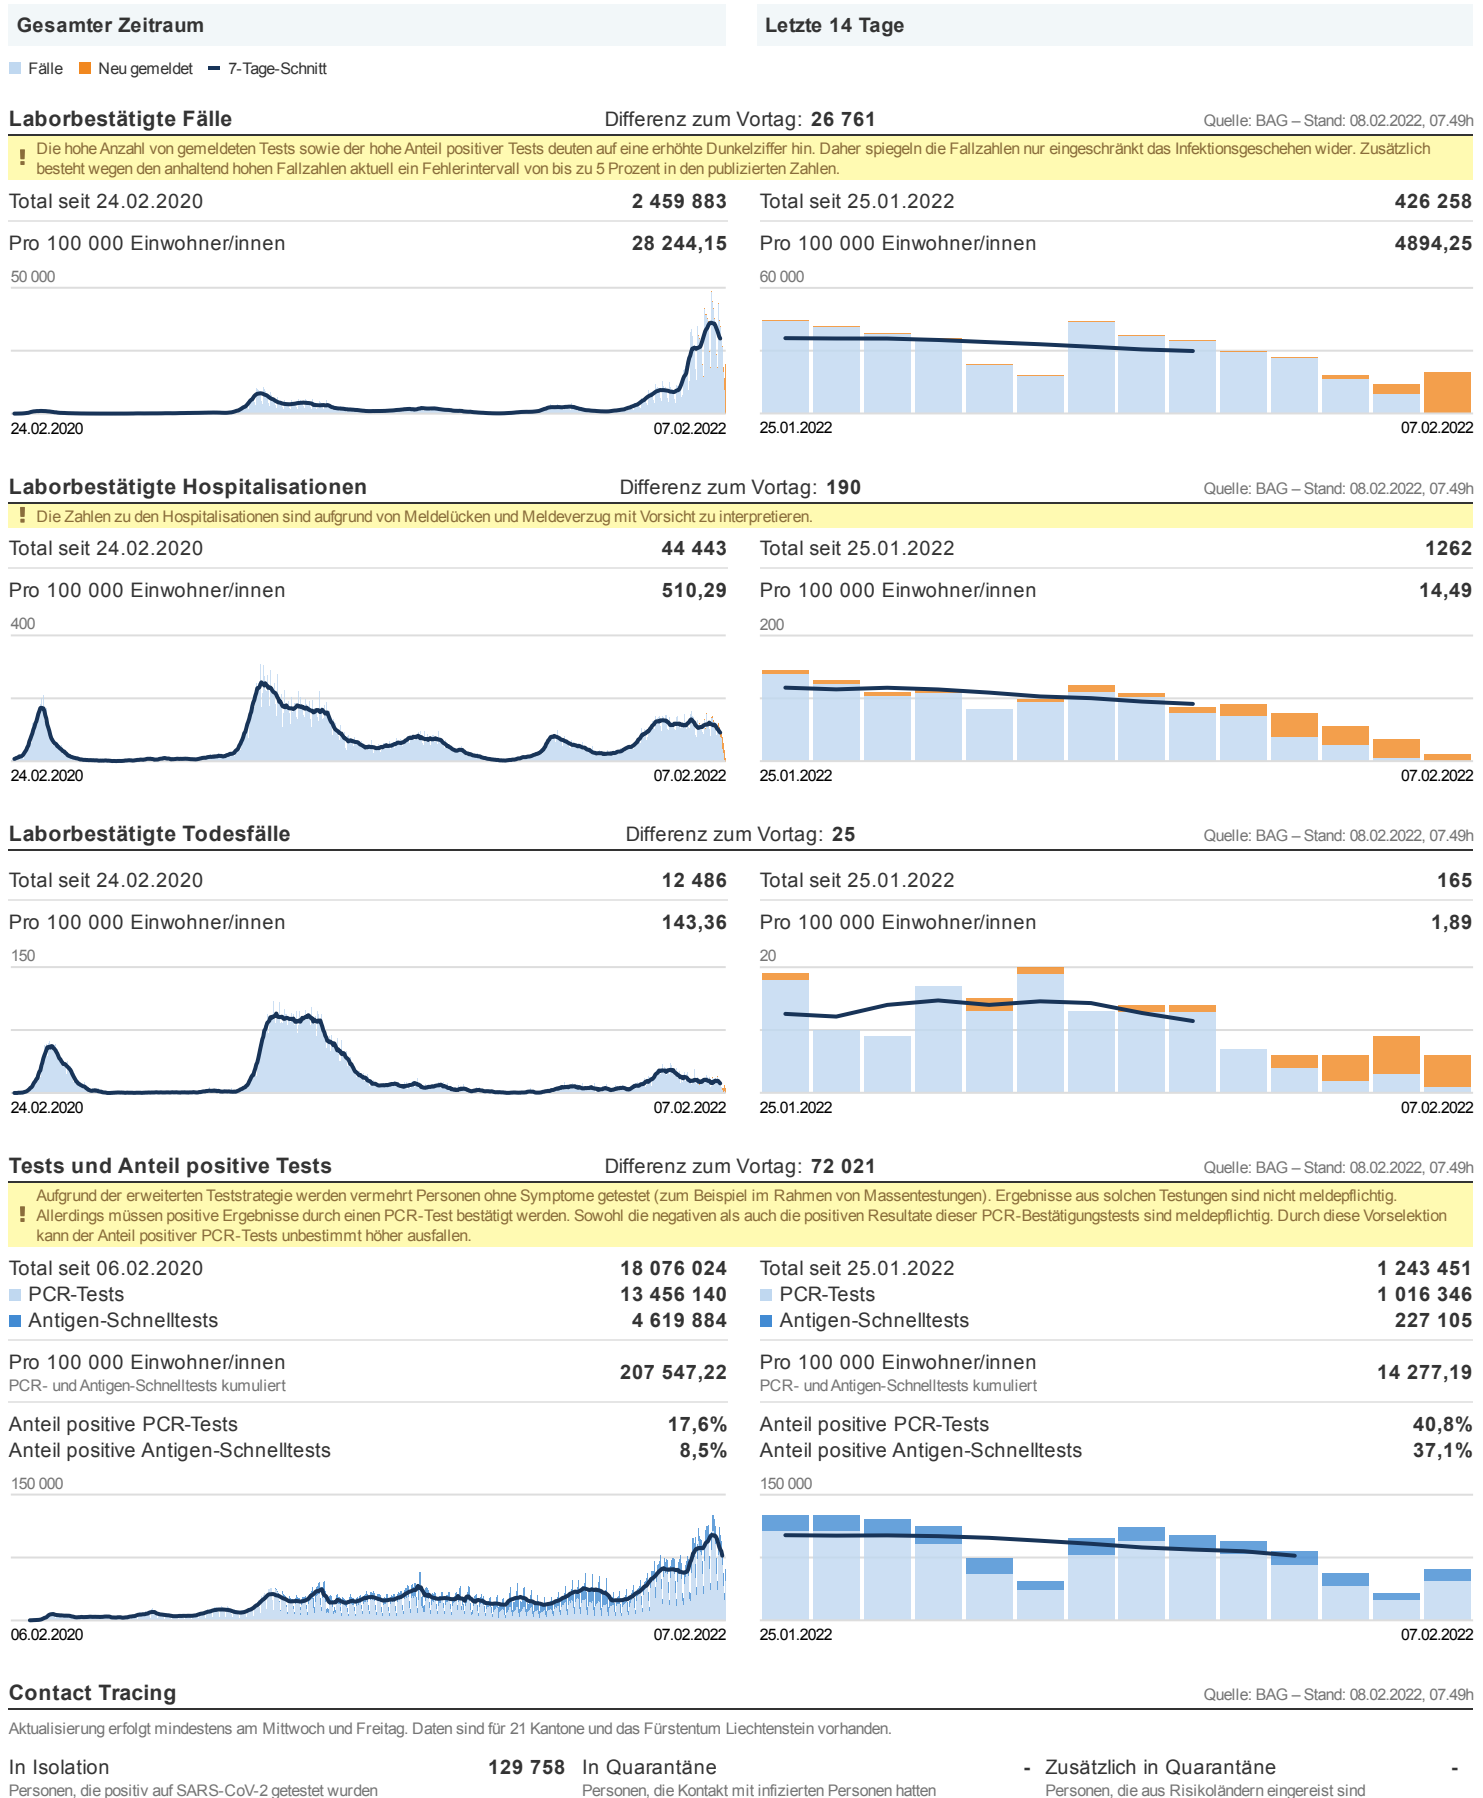 Gesamter Zeitraum
Letzte 14 Tage
Fälle Neu gemeldet 7-Tage-Schnitt
Laborbestätigte Fälle Differenz zum Vortag: 26 761 Quelle: BAG – Stand: 08.02.2022, 07.49h
! Die hohe Anzahl von gemeldeten Tests sowie der hohe Anteil positiver Tests deuten auf eine erhöhte Dunkelziffer hin. Daher spiegeln die Fallzahlen nur eingeschränkt das Infektionsgeschehen wider. Zusätzlich
besteht wegen den anhaltend hohen Fallzahlen aktuell ein Fehlerintervall von bis zu 5 Prozent in den publizierten Zahlen.
Total seit 24.02.2020 2 459 883
Pro 100 000 Einwohner/innen 28 244,15
50 000
24.02.2020 07.02.2022
Total seit 25.01.2022 426 258
Pro 100 000 Einwohner/innen 4894,25
60 000
25.01.2022 07.02.2022
Laborbestätigte Hospitalisationen Differenz zum Vortag: 190 Quelle: BAG – Stand: 08.02.2022, 07.49h
! Die Zahlen zu den Hospitalisationen sind aufgrund von Meldelücken und Meldeverzug mit Vorsicht zu interpretieren.
Total seit 24.02.2020 44 443
Pro 100 000 Einwohner/innen 510,29
400
24.02.2020 07.02.2022
Total seit 25.01.2022 1262
Pro 100 000 Einwohner/innen 14,49
200
25.01.2022 07.02.2022
Laborbestätigte Todesfälle Differenz zum Vortag: 25 Quelle: BAG – Stand: 08.02.2022, 07.49h
Total seit 24.02.2020 12 486
Pro 100 000 Einwohner/innen 143,36
150
24.02.2020 07.02.2022
Total seit 25.01.2022 165
Pro 100 000 Einwohner/innen 1,89
20
25.01.2022 07.02.2022
Tests und Anteil positive Tests Differenz zum Vortag: 72 021 Quelle: BAG – Stand: 08.02.2022, 07.49h
Aufgrund der erweiterten Teststrategie werden vermehrt Personen ohne Symptome getestet (zum Beispiel im Rahmen von Massentestungen). Ergebnisse aus solchen Testungen sind nicht meldepflichtig.
! Allerdings müssen positive Ergebnisse durch einen PCR-Test bestätigt werden. Sowohl die negativen als auch die positiven Resultate dieser PCR-Bestätigungstests sind meldepflichtig. Durch diese Vorselektion
kann der Anteil positiver PCR-Tests unbestimmt höher ausfallen.
Total seit 06.02.2020 18 076 024
PCR-Tests 13 456 140
Antigen-Schnelltests 4 619 884
Pro 100 000 Einwohner/innen 207 547,22
PCR- und Antigen-Schnelltests kumuliert
Anteil positive PCR-Tests 17,6%
Anteil positive Antigen-Schnelltests 8,5%
150 000
06.02.2020 07.02.2022
Total seit 25.01.2022 1 243 451
PCR-Tests 1 016 346
Antigen-Schnelltests 227 105
Pro 100 000 Einwohner/innen 14 277,19
PCR- und Antigen-Schnelltests kumuliert
Anteil positive PCR-Tests 40,8%
Anteil positive Antigen-Schnelltests 37,1%
150 000
25.01.2022 07.02.2022
Contact Tracing Quelle: BAG – Stand: 08.02.2022, 07.49h
Aktualisierung erfolgt mindestens am Mittwoch und Freitag. Daten sind für 21 Kantone und das Fürstentum Liechtenstein vorhanden.
In Isolation 129 758
Personen, die positiv auf SARS-CoV-2 getestet wurden
In Quarantäne -
Personen, die Kontakt mit infizierten Personen hatten
Zusätzlich in Quarantäne -
Personen, die aus Risikoländern eingereist sind